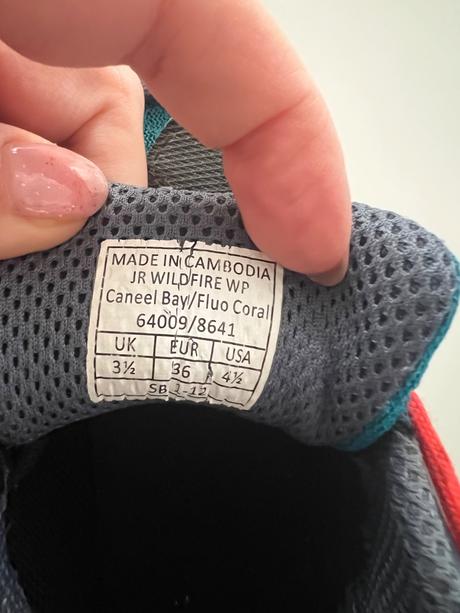 MADE IN CAMBODIA
JR WILDFIRE WP
Caneel Bay/Fluo Coral
64009/8641
UK EUR USA
3½ 36 4½
SB 1-12